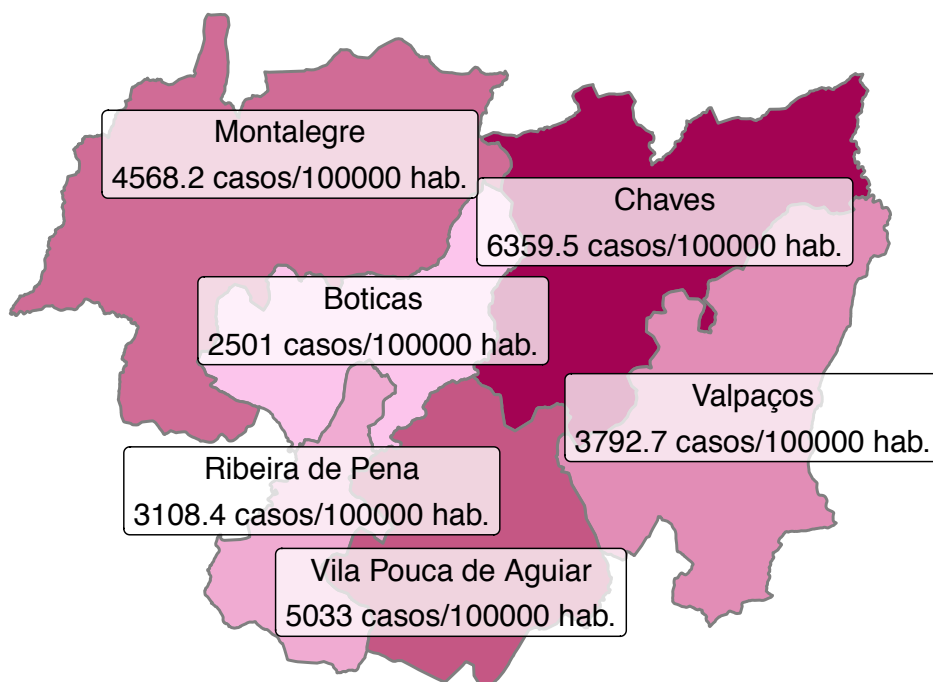 Montalegre
4568.2 casos/100000 hab.
Chaves
6359.5 casos/100000 hab.
Boticas
2501 casos/100000 hab.
Valpaços
3792.7 casos/100000 hab.
Ribeira de Pena
3108.4 casos/100000 hab.
Vila Pouca de Aguiar
5033 casos/100000 hab.